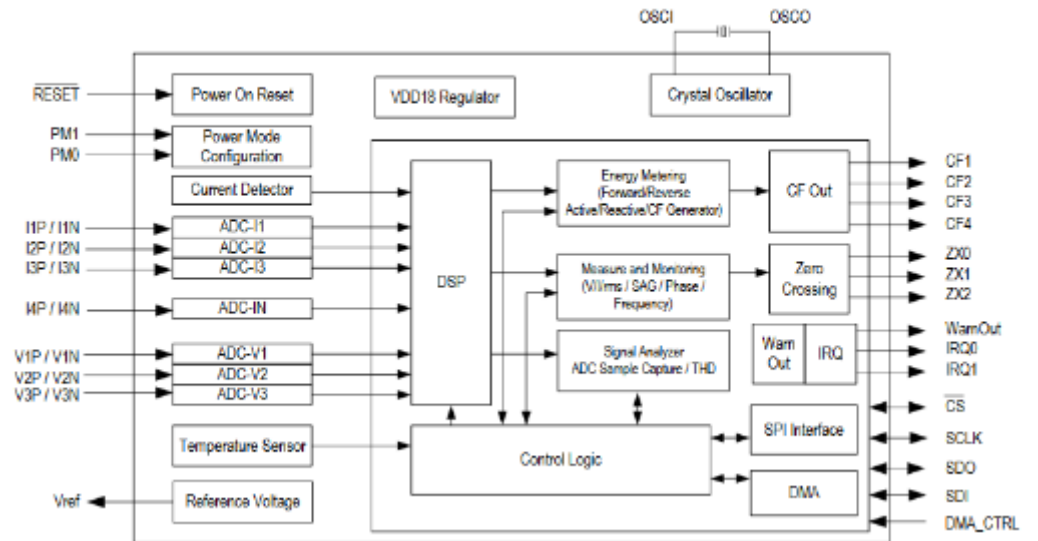 OSCI
OSCO
RESET
Power On Reset
VDD18 Regulator
Crystal Oscillator
PM1
PM0
Power Mode
Configuration
Current Detector
I1P / I1N
I2P / I2N
I3P / I3N
ADC-I1
ADC-I2
ADC-I3
I4P / I4N
ADC-IN
V1P / V1N
V2P / V2N
V3P / V3N
ADC-V1
ADC-V2
ADC-V3
Temperature Sensor
Vref
Reference Voltage
DSP
Energy Metering
(Forward/Reverse
Active/Reactive/CF Generator)
CF Out
CF1
CF2
CF3
CF4
Measure and Monitoring
(V/I/rms / SAG / Phase /
Frequency)
Zero
Crossing
ZX0
ZX1
ZX2
Signal Analyzer
ADC Sample Capture / THD
Warn
Out
IRQ
WarnOut
IRQ0
IRQ1
Control Logic
SPI Interface
DMA
CS
SCLK
SDO
SDI
DMA_CTRL